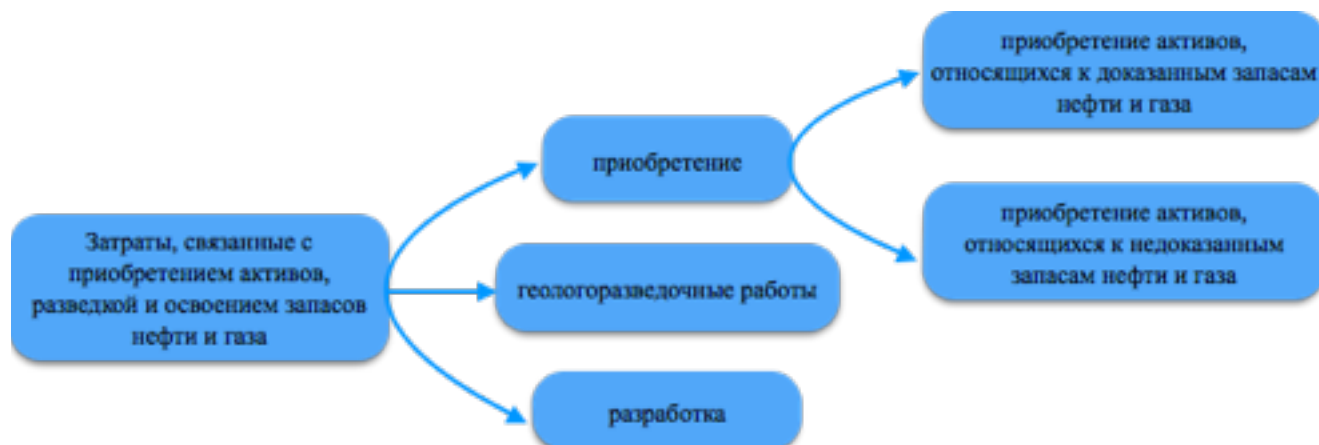 Затраты, связанные с
приобретением активов,
разведкой и освоением запасов
нефти и газа
приобретение
геологоразведочные работы
разработка
приобретение активов,
относящихся к доказанным запасам
нефти и газа
приобретение активов,
относящихся к недоказанным
запасам нефти и газа